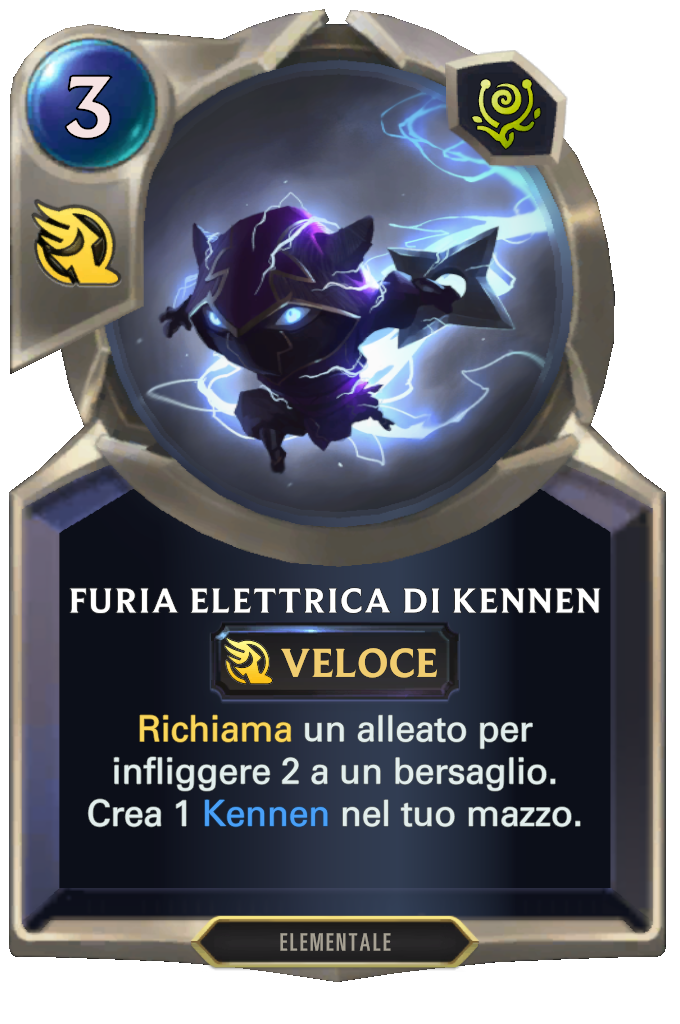 3
FURIA ELETTRICA DI KENNEN
VELOCE
Richiama un alleato per
infliggere 2 a un bersaglio.
Crea 1 Kennen nel tuo mazzo.
ELEMENTALE